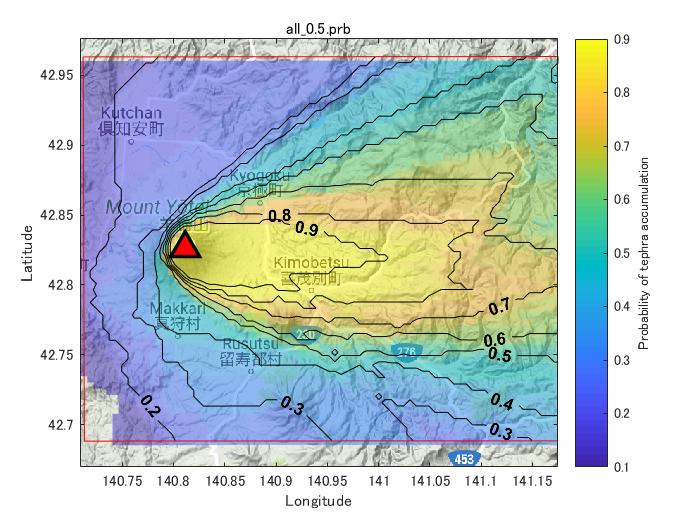 all_0.5.prb
42.95
42.9
42.85
42.8
42.75
42.7
Latitude
Kutchan
倶知安町
Kyogoku
京極町
Mount Yotei
0.8
0.9
Kimobetsu
喜茂別町
Makkari
真狩村
230
276
Rusutsu
留寿都村
0.7
0.6
0.5
0.4
0.3
0.3
0.2
453
140.75 140.8 140.85 140.9 140.95 141 141.05 141.1 141.15
Longitude
0.9
0.8
0.7
0.6
0.5
0.4
0.3
0.2
0.1
Probability of tephra accumulation